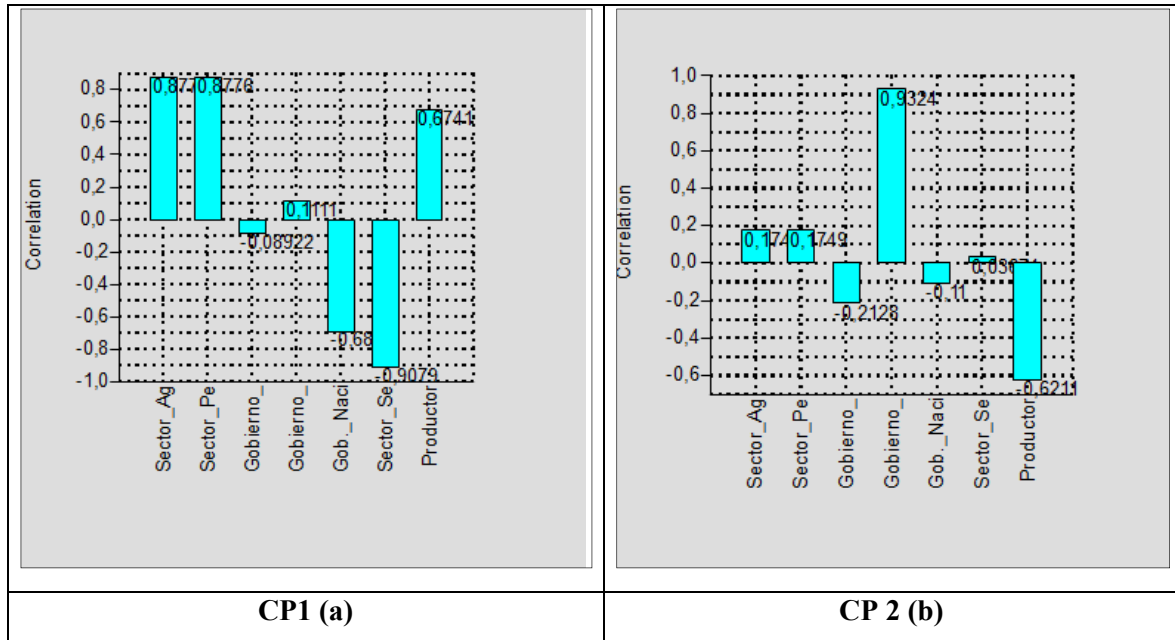 0,8
0,6
0,4
0,2
0,0
-0,2
-0,4
-0,6
-0,8
-1,0
Correlation
0,877
0,8776
-0,08922
0,1111
-0,68
-0,9079
0,6741
Sector_Ag
Sector_Pe
Gobierno_
Gobierno_
Gob._Naci
Sector_Se
Productor
CP1 (a)
1,0
0,8
0,6
0,4
0,2
0,0
-0,2
-0,4
-0,6
Correlation
0,174
0,1749
-0,2128
0,9324
-0,11
-0,6211
Sector_Ag
Sector_Pe
Gobierno_
Gobierno_
Gob._Naci
Sector_Se
Productor
CP 2 (b)